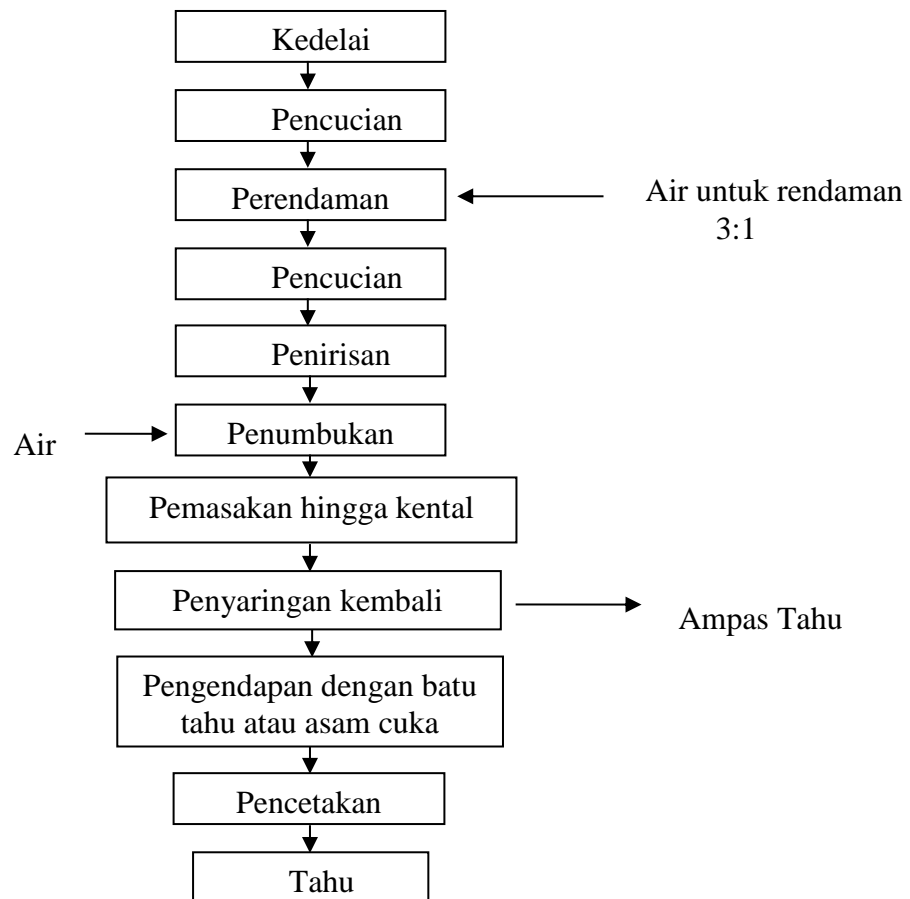 Kedelai
Pencucian
Perendaman
Air untuk rendaman
3:1
Pencucian
Penirisan
Air
Penumbukan
Pemasakan hingga kental
Penyaringan kembali
Ampas Tahu
Pengendapan dengan batu
tahu atau asam cuka
Pencetakan
Tahu